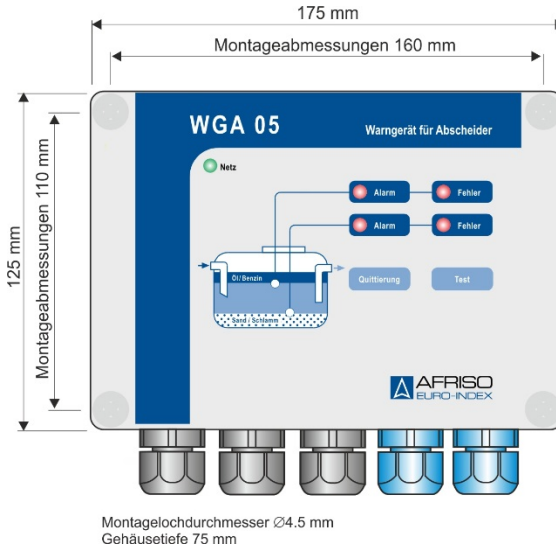 175 mm
Montageabmessungen 160 mm
125 mm
Montageabmessungen 110 mm
WGA 05
Warngerät für Abscheider
Netz
Alarm
Fehler
Alarm
Fehler
Öl/Benzin
Sand / Schlamm
Quittierung
Test
AFRISO
EURO-INDEX
Montagelochdurchmesser ∅4.5 mm
Gehäusetiefe 75 mm